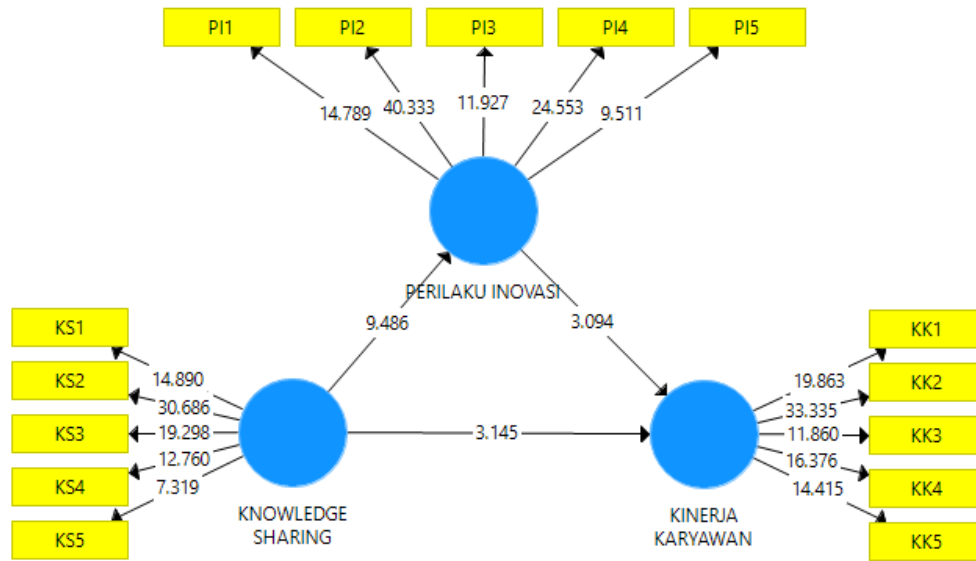 PI1
PI2
PI3
PI4
PI5
14.789
40.333
11.927
24.553
9.511
PERILAKU INOVASI
9.486
3.094
KS1
KS2
KS3
KS4
KS5
14.890
30.686
19.298
12.760
7.319
3.145
KNOWLEDGE
SHARING
KINERJA
KARYAWAN
19.863
33.335
11.860
16.376
14.415
KK1
KK2
KK3
KK4
KK5